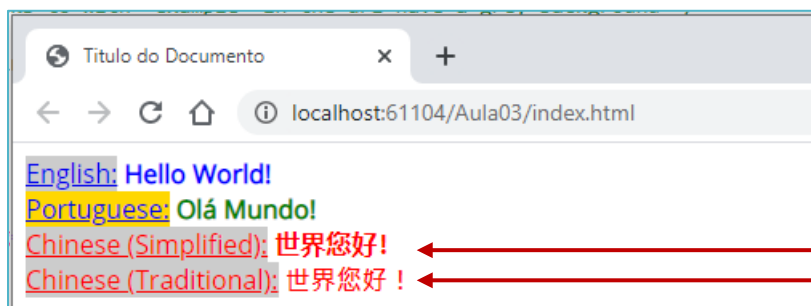 Titulo do Documento
localhost:61104/Aula03/index.html
English: Hello World!
Portuguese: Olá Mundo!
Chinese (Simplified): 世界您好!
Chinese (Traditional): 世界您好！